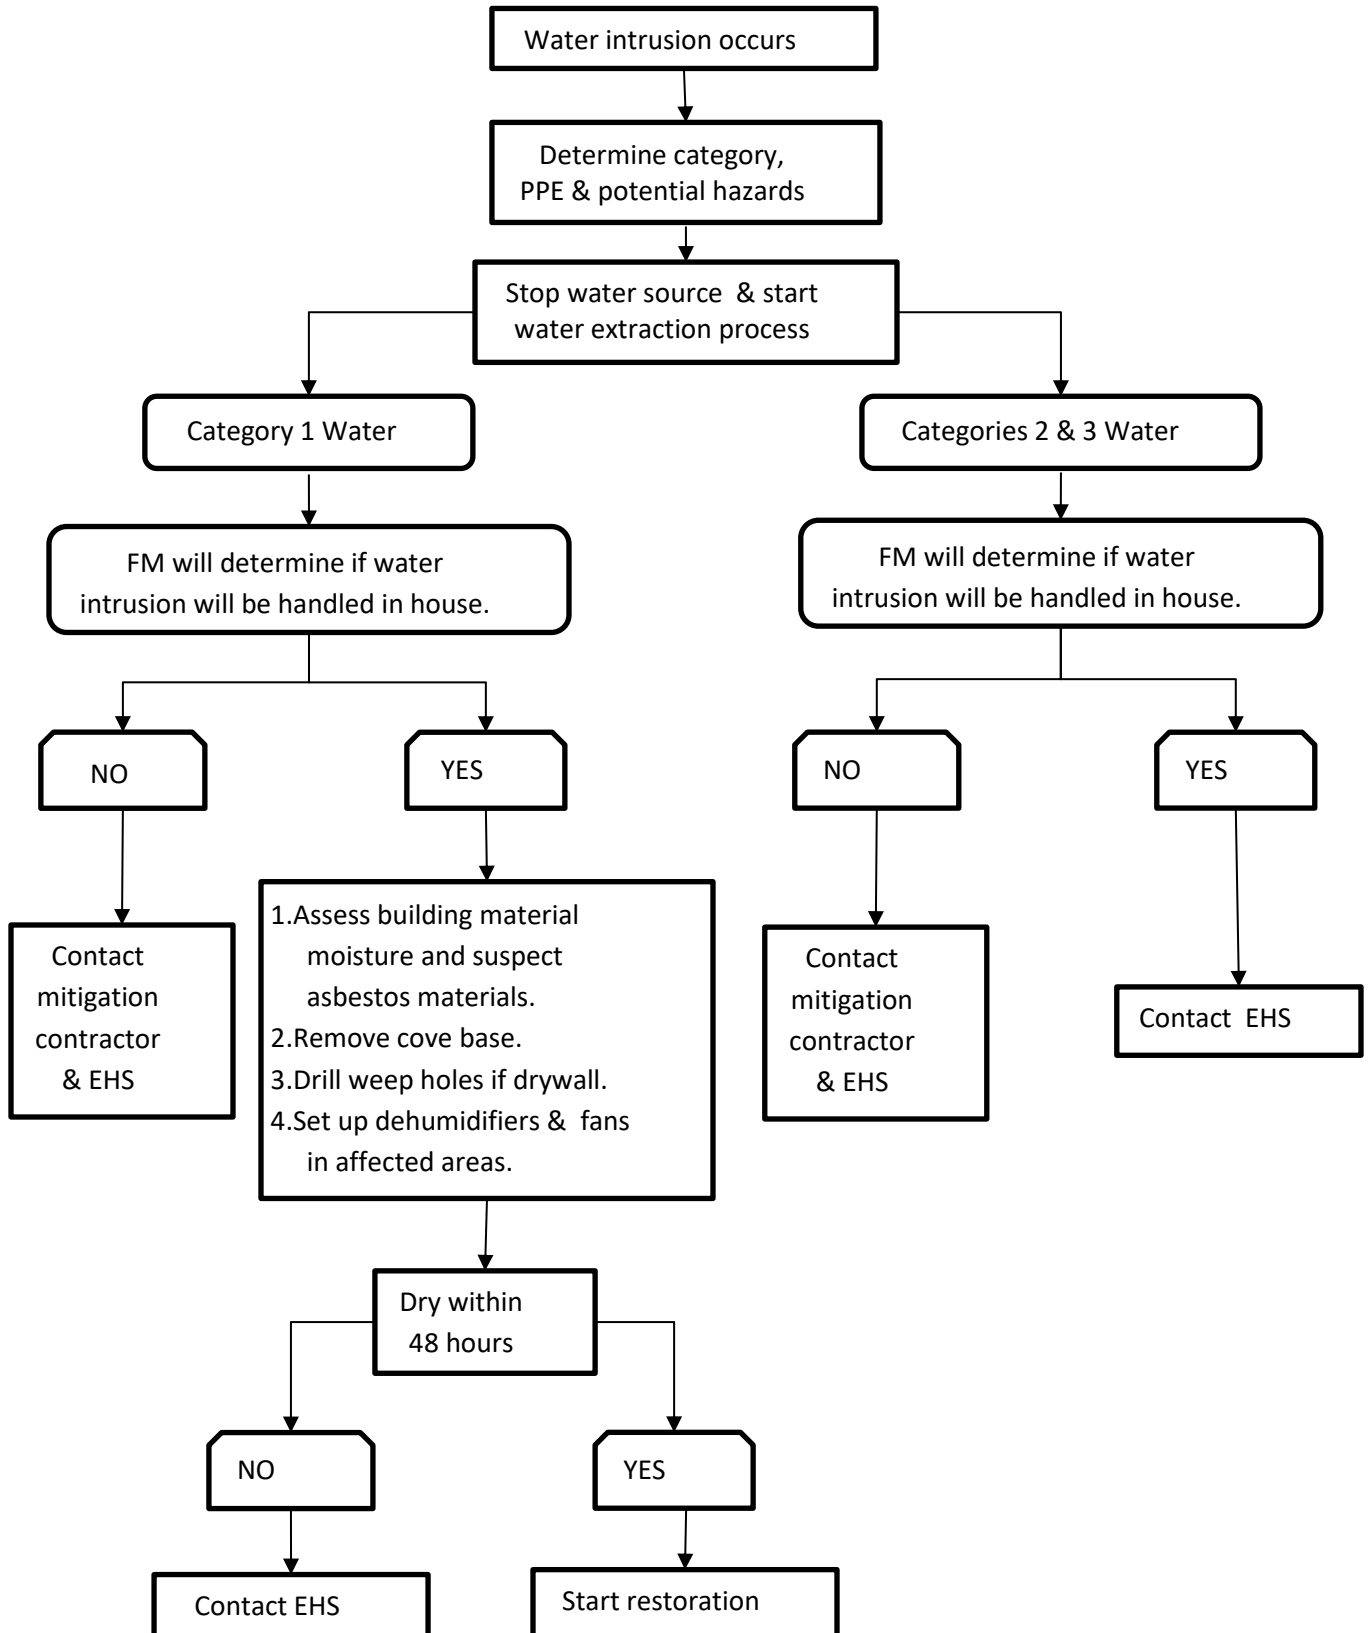 Water intrusion occurs
Determine category,
PPE & potential hazards
Stop water source & start
water extraction process
Category 1 Water
Categories 2 & 3 Water
FM will determine if water
intrusion will be handled in house.
FM will determine if water
intrusion will be handled in house.
NO
YES
NO
YES
Contact
mitigation
contractor
& EHS
1.Assess building material
moisture and suspect
asbestos materials.
2.Remove cove base.
3.Drill weep holes if drywall.
4.Set up dehumidifiers & fans
in affected areas.
Contact
mitigation
contractor
& EHS
Contact EHS
Dry within
48 hours
NO
YES
Contact EHS
Start restoration